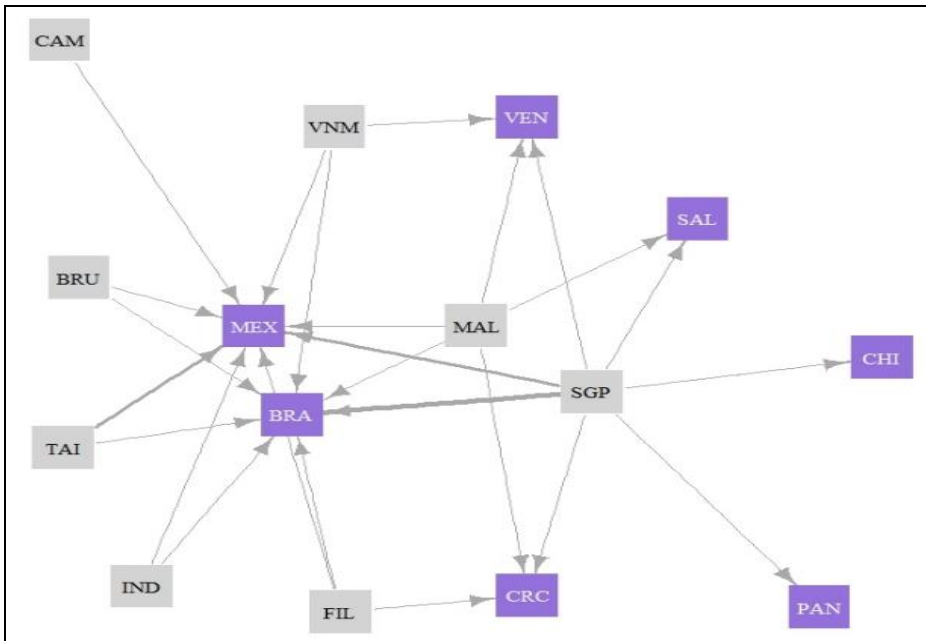 CAM
VNM
VEN
SAL
BRU
MEX
MAL
CHI
SGP
BRA
TAI
IND
FIL
CRC
PAN